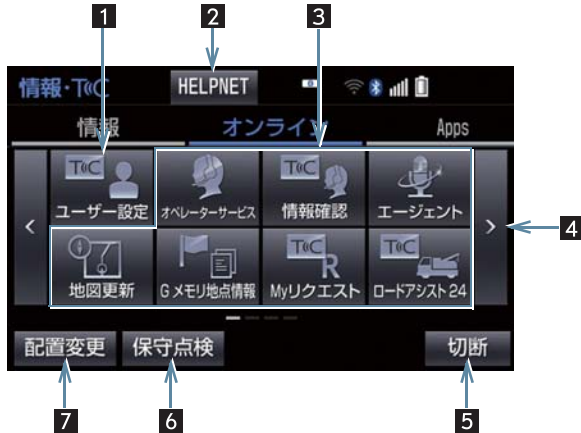 1 2 3
情報・T@C HELPNET
情報 オンライン Apps
T@C T@C
ユーザー設定 オペレーターサービス 情報確認 エージェント
< > 4
T@C R T@C
地図更新 Gメモリ地点情報 Myリクエスト ロードアシスト24
配置変更 保守点検 切断
7 6 5